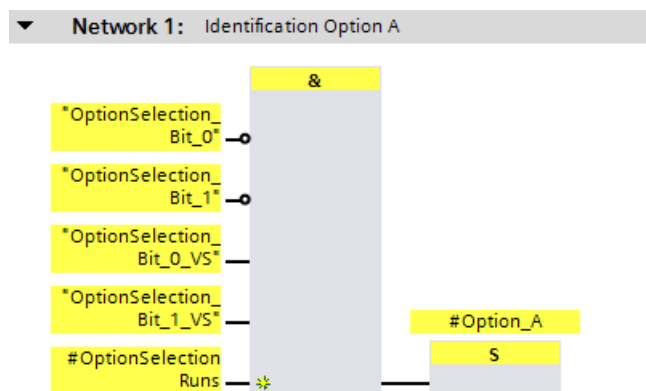 Network 1: Identification Option A
&
"OptionSelection_
Bit_0"
"OptionSelection_
Bit_1"
"OptionSelection_
Bit_0_VS"
"OptionSelection_
Bit_1_VS"
#Option_A
#OptionSelection
Runs
S